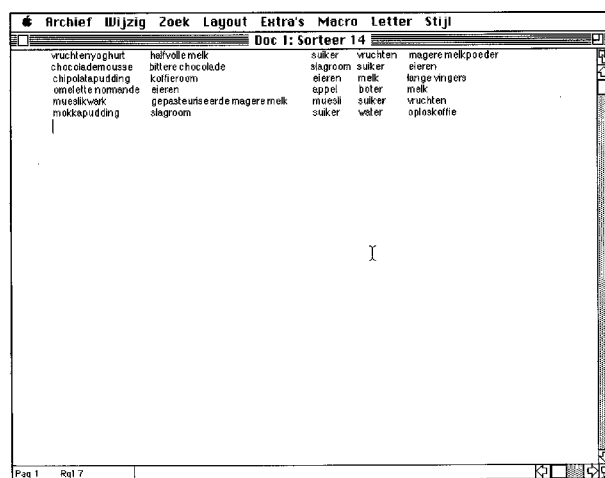 Archief Wijzig Zoek Layout Extra's Macro Letter Stijl
Doc 1: Sorteer 14
vruchtenyoghurt halfvolle melk suiker vruchten magere melkpoeder
chocolademousse bittere chocolade slagroom suiker eieren
chipolatapudding koffieroom eieren melk lange vingers
omelette normande eieren appel boter melk
mueslikwark gepasteuriseerde magere melk muesli suiker vruchten
mokkapudding slagroom suiker water oploskoffie
Pag 1 Rgl 7